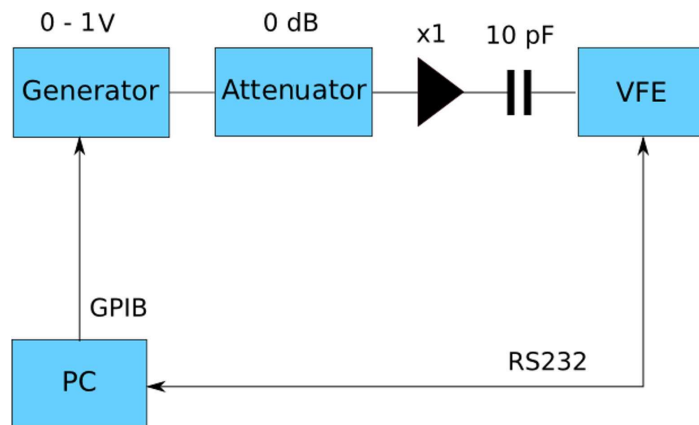 0 - 1V
0 dB
x1
10 pF
Generator
Attenuator
VFE
GPIB
RS232
PC